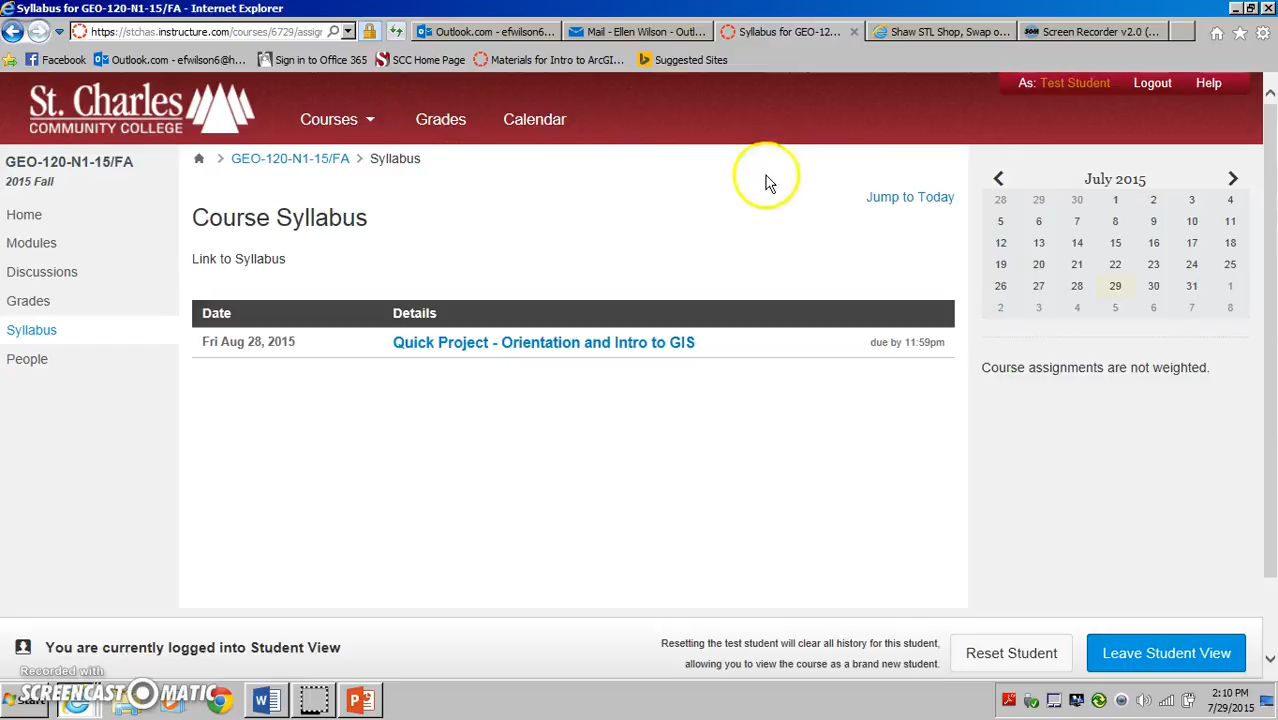 Syllabus for GEO-120-N1-15/FA - Internet Explorer
https://stchas.instructure.com/courses/6729/assign
Outlook.com - efwilson6...
Mail - Ellen Wilson - Outl...
Syllabus for GEO-12...
Shaw STL Shop, Swap o...
Screen Recorder v2.0 (...
Facebook
Outlook.com - efwilson6@h...
Sign in to Office 365
SCC Home Page
Materials for Intro to ArcGI...
Suggested Sites
As: Test Student
Logout
Help
St. Charles
COMMUNITY COLLEGE
Courses
Grades
Calendar
GEO-120-N1-15/FA
2015 Fall
Home
Modules
Discussions
Grades
Syllabus
People
GEO-120-N1-15/FA > Syllabus
Jump to Today
Course Syllabus
Link to Syllabus
Date Details
Fri Aug 28, 2015 Quick Project - Orientation and Intro to GIS due by 11:59pm
July 2015
28 29 30 1 2 3 4
5 6 7 8 9 10 11
12 13 14 15 16 17 18
19 20 21 22 23 24 25
26 27 28 29 30 31 1
2 3 4 5 6 7 8
Course assignments are not weighted.
You are currently logged into Student View
Resetting the test student will clear all history for this student,
allowing you to view the course as a brand new student.
Reset Student
Leave Student View
Recorded with
SCREENCAST MATIC
Start
2:10 PM
7/29/2015